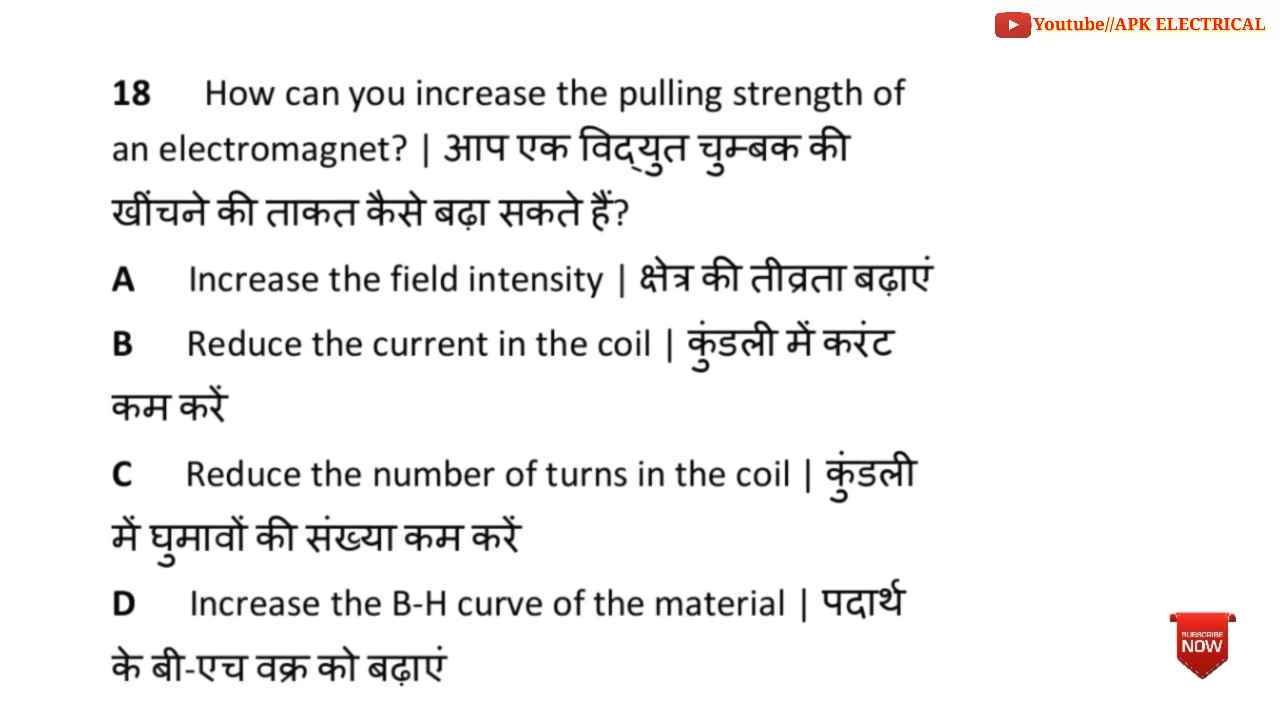 Youtube//APK ELECTRICAL
18 How can you increase the pulling strength of
an electromagnet? | आप एक विद्युत चुम्बक की
खींचने की ताकत कैसे बढ़ा सकते हैं?
A Increase the field intensity | क्षेत्र की तीव्रता बढ़ाएं
B Reduce the current in the coil | कुंडली में करंट
कम करें
C Reduce the number of turns in the coil | कुंडली
में घुमावों की संख्या कम करें
D Increase the B-H curve of the material | पदार्थ
के बी-एच वक्र को बढ़ाएं
SUBSCRIBE
NOW